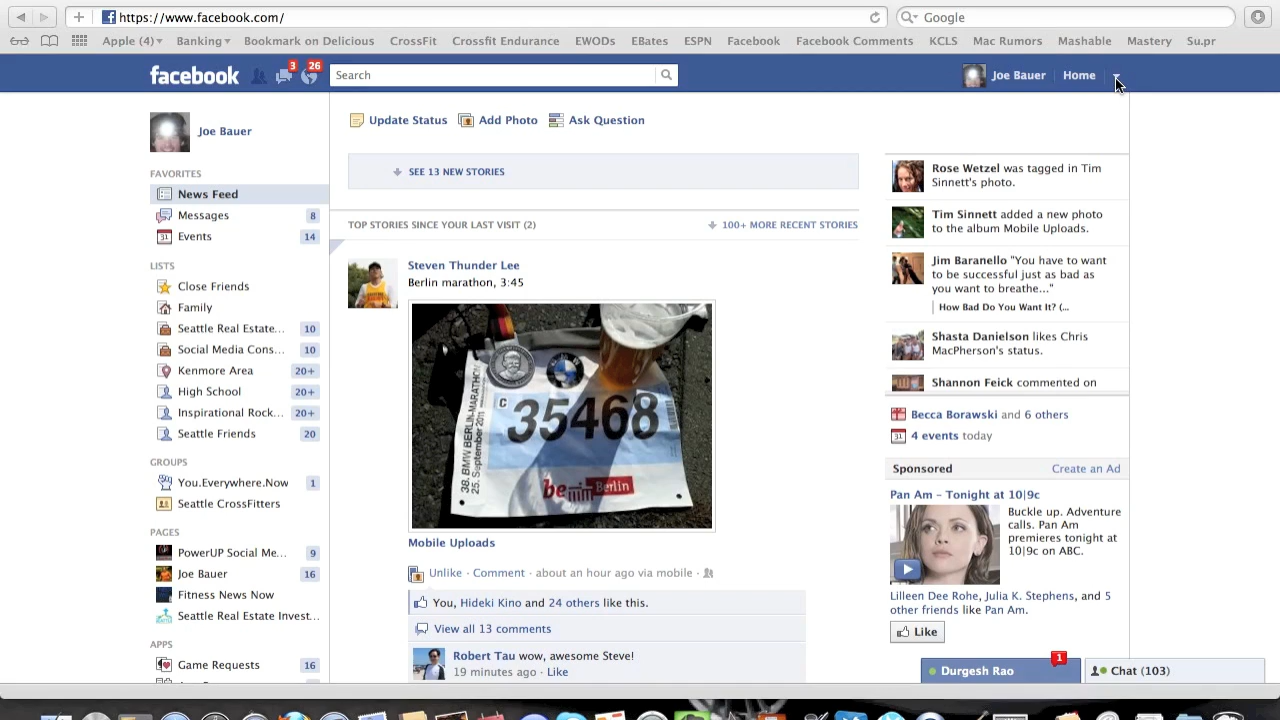 https://www.facebook.com/
Google
Apple (4)▾ Banking▾ Bookmark on Delicious CrossFit Crossfit Endurance EWODs EBates ESPN Facebook Facebook Comments KCLS Mac Rumors Mashable Mastery Su.pr
facebook 3 26 Search Joe Bauer Home
Joe Bauer
FAVORITES
News Feed
Messages 8
Events 14
LISTS
Close Friends
Family
Seattle Real Estate... 10
Social Media Cons... 10
Kenmore Area 20+
High School 20+
Inspirational Rock... 20+
Seattle Friends 20
GROUPS
You.Everywhere.Now 1
Seattle CrossFitters
PAGES
PowerUP Social Me... 9
Joe Bauer 16
Fitness News Now
Seattle Real Estate Invest...
APPS
Game Requests 16
Update Status Add Photo Ask Question
SEE 13 NEW STORIES
TOP STORIES SINCE YOUR LAST VISIT (2) 100+ MORE RECENT STORIES
Steven Thunder Lee
Berlin marathon, 3:45
38. BMW BERLIN-MARATHON
25. September 2011
C
35468
be Berlin
Mobile Uploads
Unlike · Comment · about an hour ago via mobile ·
You, Hideki Kino and 24 others like this.
View all 13 comments
Robert Tau wow, awesome Steve!
19 minutes ago · Like
Rose Wetzel was tagged in Tim
Sinnett's photo.
Tim Sinnett added a new photo
to the album Mobile Uploads.
Jim Baranello "You have to want
to be successful just as bad as
you want to breathe..."
How Bad Do You Want It? (...
Shasta Danielson likes Chris
MacPherson's status.
Shannon Feick commented on
Becca Borawski and 6 others
31 4 events today
Sponsored Create an Ad
Pan Am – Tonight at 10|9c
Buckle up. Adventure
calls. Pan Am
premieres tonight at
10|9c on ABC.
Lilleen Dee Rohe, Julia K. Stephens, and 5
other friends like Pan Am.
Like
1
Durgesh Rao
Chat (103)